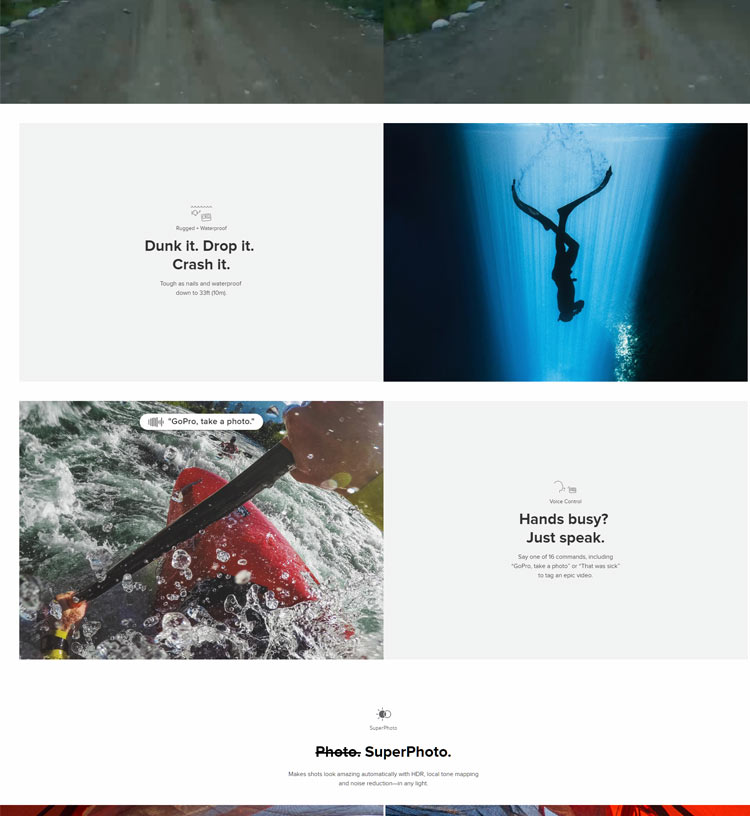 Rugged + Waterproof
Dunk it. Drop it.
Crash it.
Tough as nails and waterproof
down to 33ft (10m).
"GoPro, take a photo."
Voice Control
Hands busy?
Just speak.
Say one of 16 commands, including
“GoPro, take a photo” or “That was sick”
to tag an epic video.
SuperPhoto
Photo. SuperPhoto.
Makes shots look amazing automatically with HDR, local tone mapping
and noise reduction—in any light.